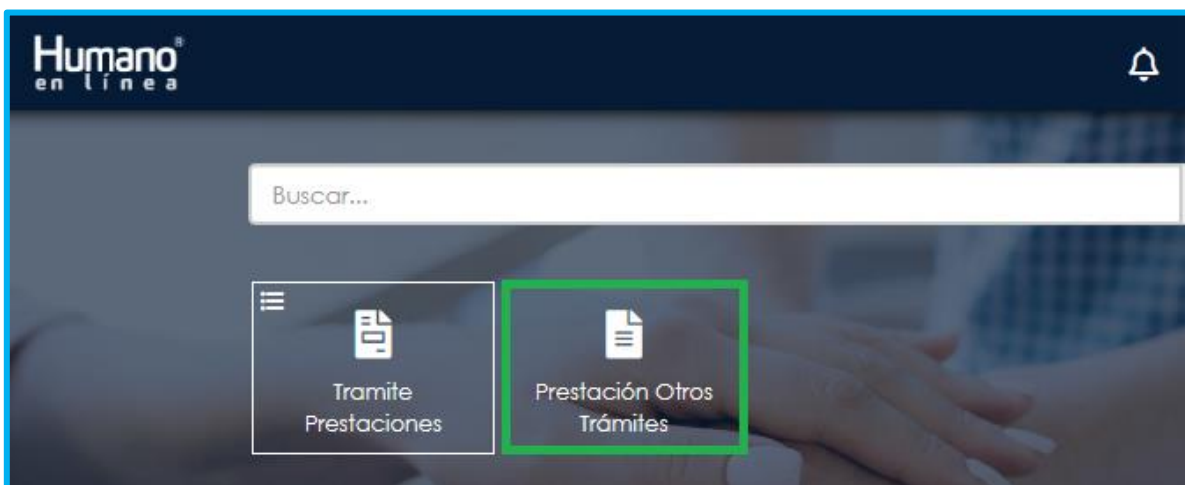 Humano®
en línea
Buscar...
Tramite
Prestaciones
Prestación Otros
Trámites